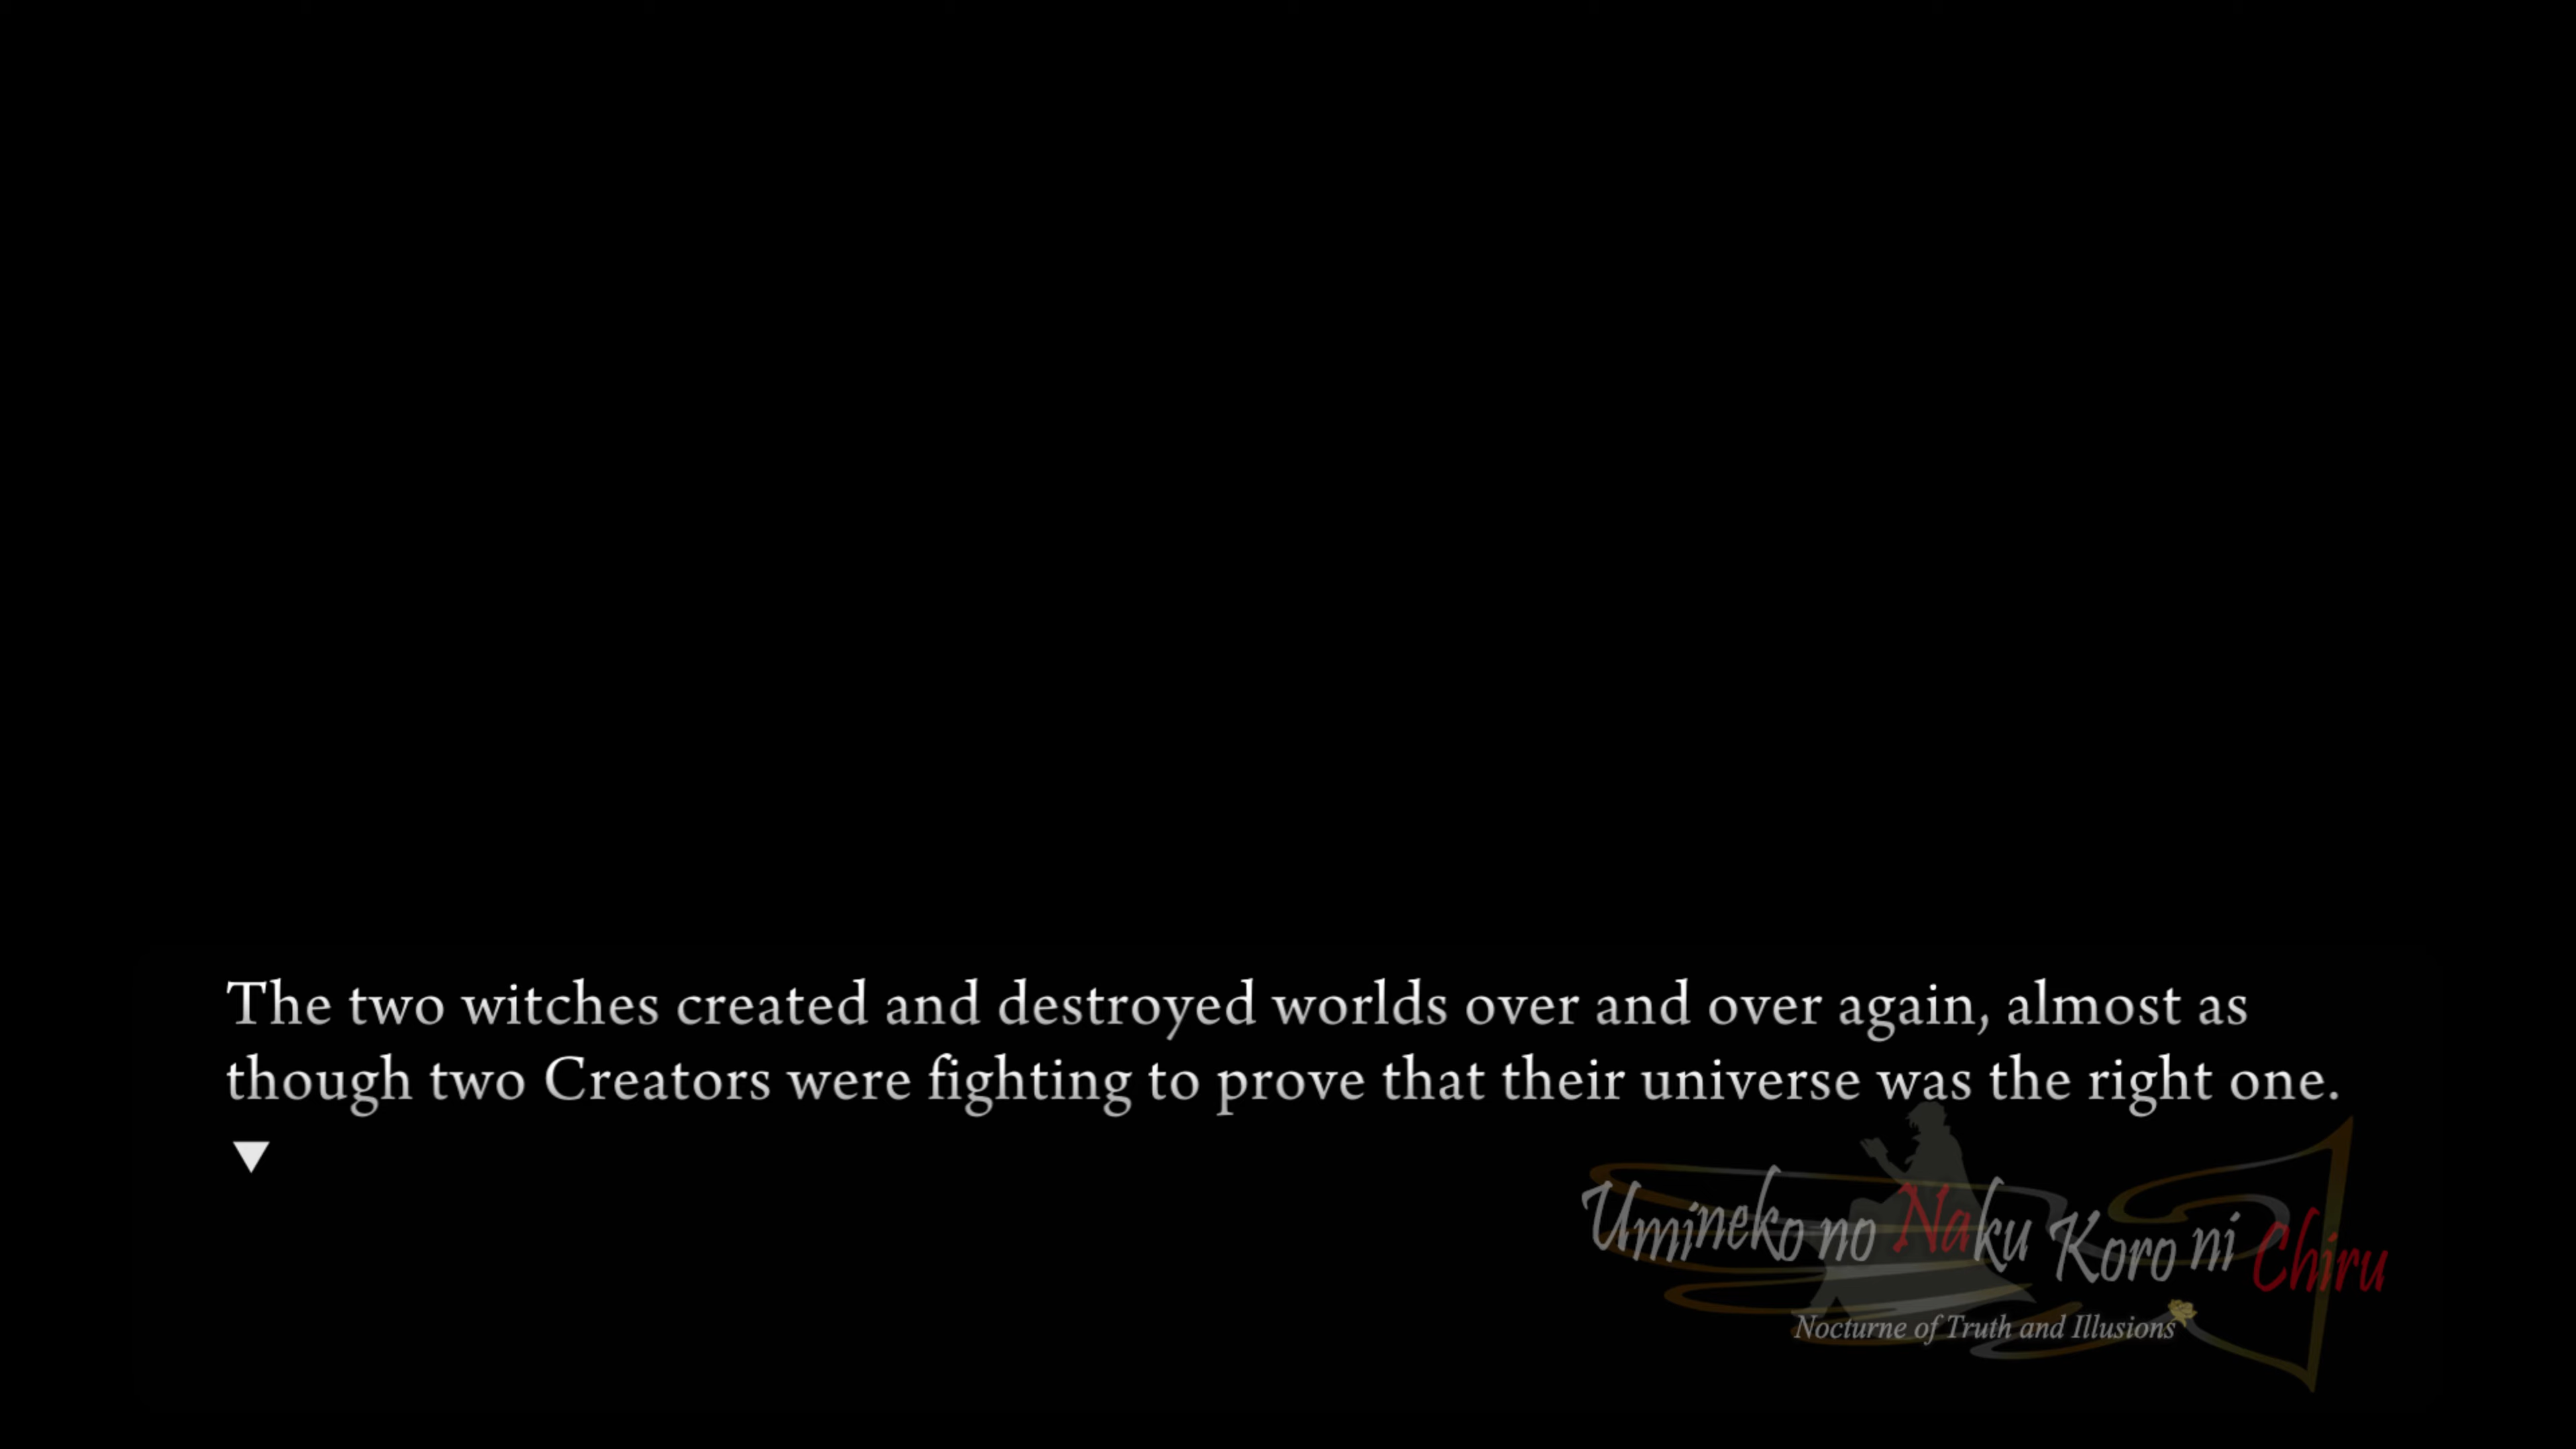 The two witches created and destroyed worlds over and over again, almost as
though two Creators were fighting to prove that their universe was the right one.
Umineko no Naku Koro ni Chiru
Nocturne of Truth and Illusions